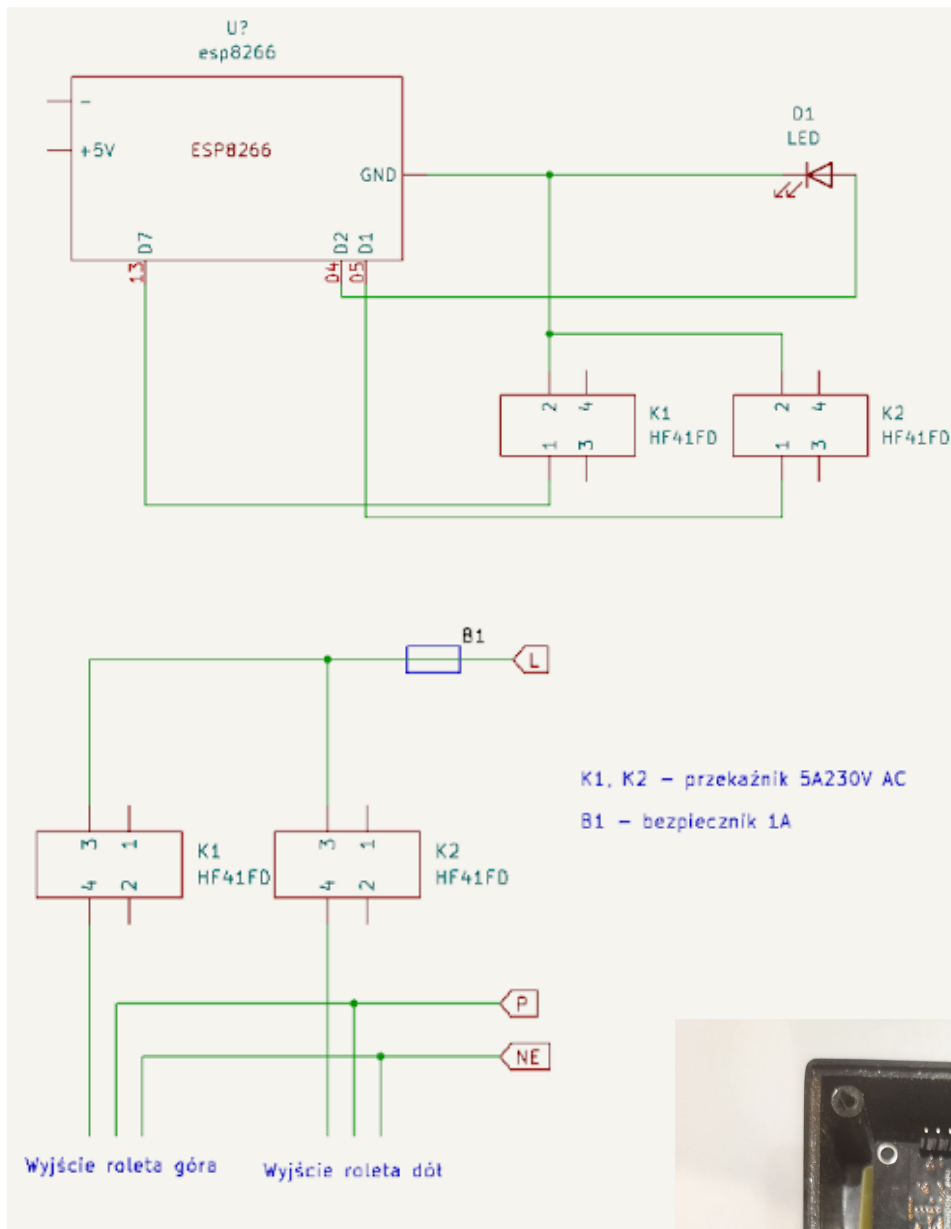 U?
esp8266
-
+5V
ESP8266
GND
D1
LED
D7
D2
D1
13
04
05
2
4
1
3
K1
HF41FD
2
4
1
3
K2
HF41FD
B1
L
K1, K2 - przekaźnik 5A230V AC
B1 - bezpiecznik 1A
3
1
4
2
K1
HF41FD
3
1
4
2
K2
HF41FD
P
NE
Wyjście roleta góra
Wyjście roleta dół